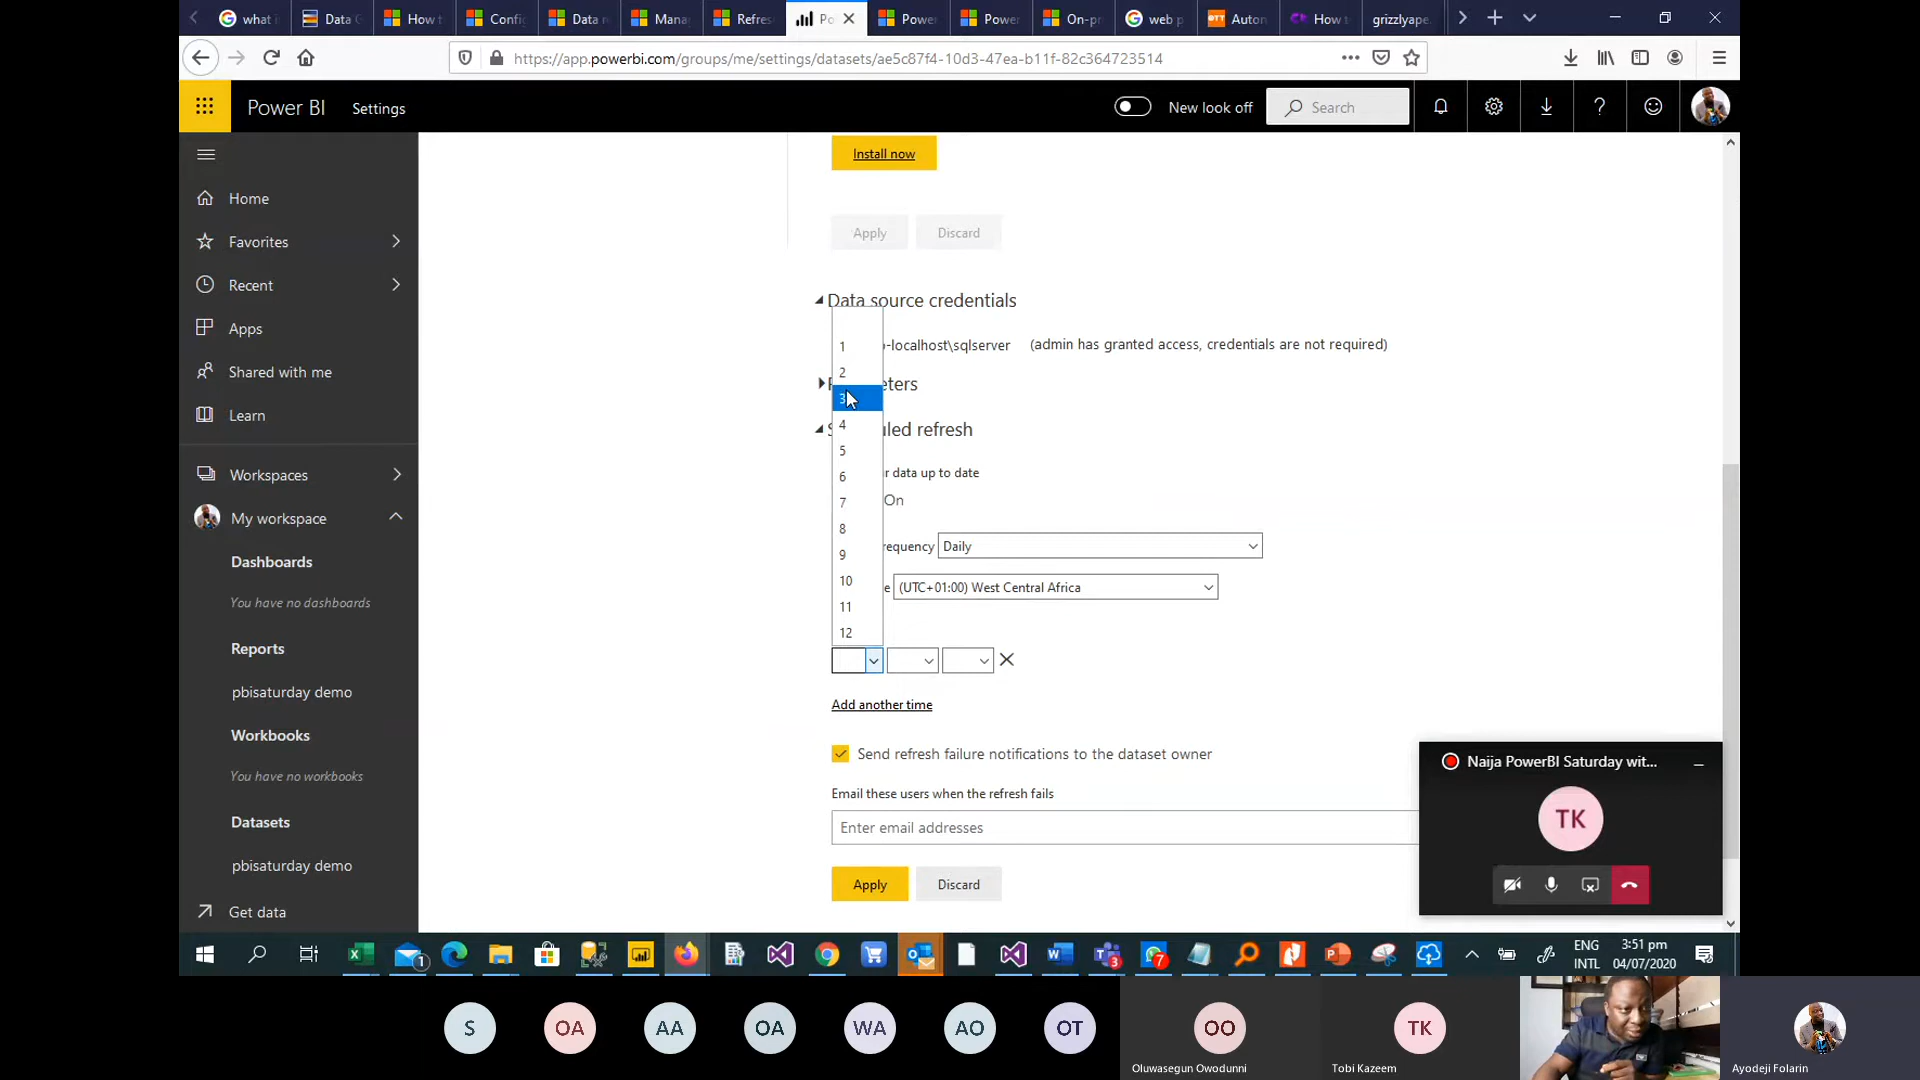 what i
Data G
How t
Config
Data r
Mana
Refres
Po
Power
Power
On-pr
web p
OTT Auton
How t
grizzlyape.
https://app.powerbi.com/groups/me/settings/datasets/ae5c87f4-10d3-47ea-b11f-82c364723514
Power BI Settings
New look off
Search
Home
Favorites
Recent
Apps
Shared with me
Learn
Workspaces
My workspace
Dashboards
You have no dashboards
Reports
pbisaturday demo
Workbooks
You have no workbooks
Datasets
pbisaturday demo
Get data
Install now
Apply Discard
Data source credentials
-localhost\sqlserver (admin has granted access, credentials are not required)
eters
uled refresh
r data up to date
On
requency Daily
e (UTC+01:00) West Central Africa
1
2
3
4
5
6
7
8
9
10
11
12
Add another time
Send refresh failure notifications to the dataset owner
Email these users when the refresh fails
Enter email addresses
Apply Discard
Naija PowerBI Saturday wit...
TK
ENG
INTL
3:51 pm
04/07/2020
S OA AA OA WA AO OT OO TK
Oluwasegun Owodunni
Tobi Kazeem
Ayodeji Folarin